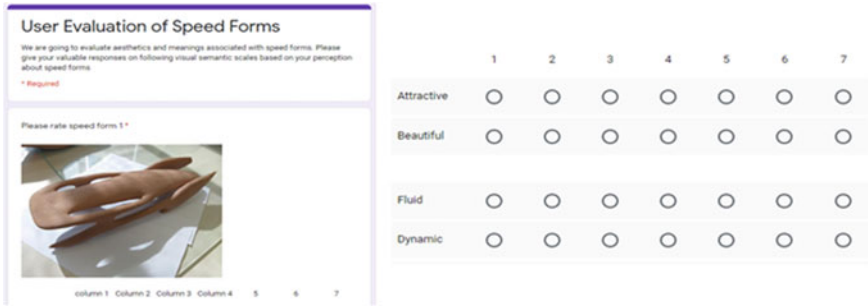 User Evaluation of Speed Forms
We are going to evaluate aesthetics and meanings associated with speed forms. Please
give your valuable responses on following visual semantic scales based on your perception
about speed forms
* Required
Please rate speed form 1 *
column 1 Column 2 Column 3 Column 4 5 6 7
1 2 3 4 5 6 7
Attractive
Beautiful
Fluid
Dynamic